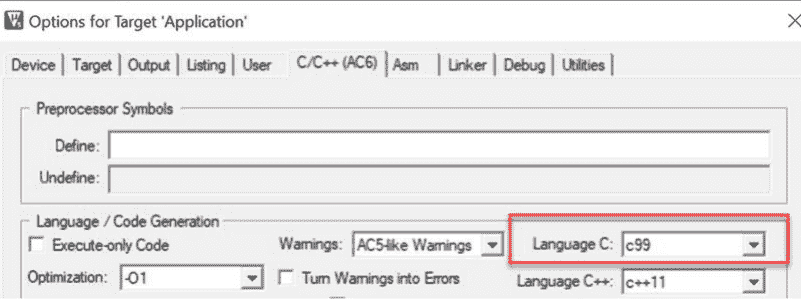 Options for Target 'Application'
Device Target Output Listing User C/C++ (AC6) Asm Linker Debug Utilities
Preprocessor Symbols
Define:
Undefine:
Language / Code Generation
Execute-only Code Warnings: AC5-like Warnings Language C: c99
Optimization: -O1 Turn Warnings into Errors Language C++: c++11